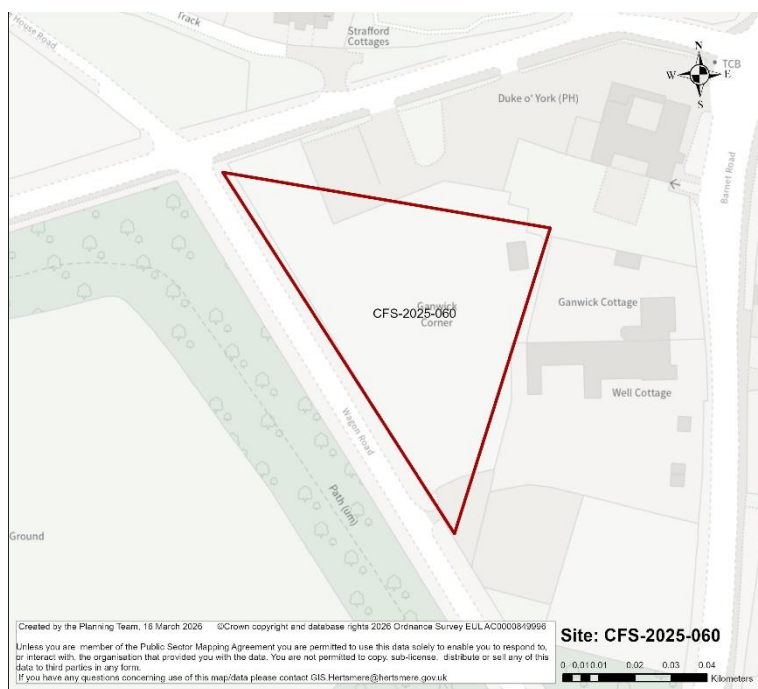 House Road
Track
Strafford
Cottages
N
W E
S
TCB
Duke o' York (PH)
Barnet Road
CFS-2025-060
Ganwick
Corner
Ganwick Cottage
Well Cottage
Wagon Road
Path (um)
Ground
Created by the Planning Team, 16 March 2026 ©Crown copyright and database rights 2026 Ordnance Survey EUL AC0000849996
Unless you are member of the Public Sector Mapping Agreement you are permitted to use this data solely to enable you to respond to,
or interact with, the organisation that provided you with the data. You are not permitted to copy, sub-license, distribute or sell any of this
data to third parties in any form.
If you have any questions concerning use of this map/data please contact GIS.Hertsmere@hertsmere.gov.uk
Site: CFS-2025-060
0 0.01 0.01 0.02 0.03 0.04
Kilometers